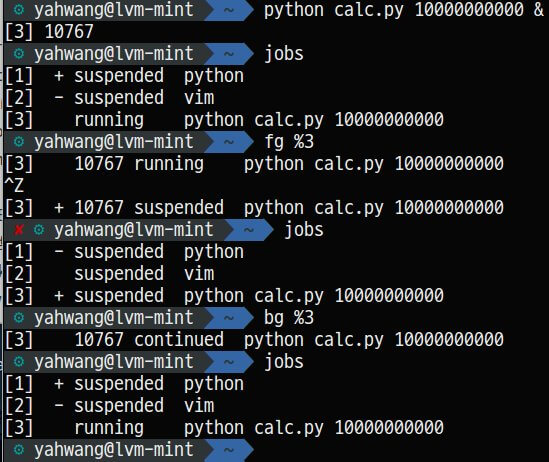 ⚙ yahwang@lvm-mint ~ python calc.py 10000000000 &
[3] 10767
⚙ yahwang@lvm-mint ~ jobs
[1]  + suspended  python
[2]  - suspended  vim
[3]    running    python calc.py 10000000000
⚙ yahwang@lvm-mint ~ fg %3
[3]    10767 running    python calc.py 10000000000
^Z
[3]  + 10767 suspended  python calc.py 10000000000
✘ ⚙ yahwang@lvm-mint ~ jobs
[1]  - suspended  python
[2]    suspended  vim
[3]  + suspended  python calc.py 10000000000
⚙ yahwang@lvm-mint ~ bg %3
[3]    10767 continued  python calc.py 10000000000
⚙ yahwang@lvm-mint ~ jobs
[1]  + suspended  python
[2]  - suspended  vim
[3]    running    python calc.py 10000000000
⚙ yahwang@lvm-mint ~